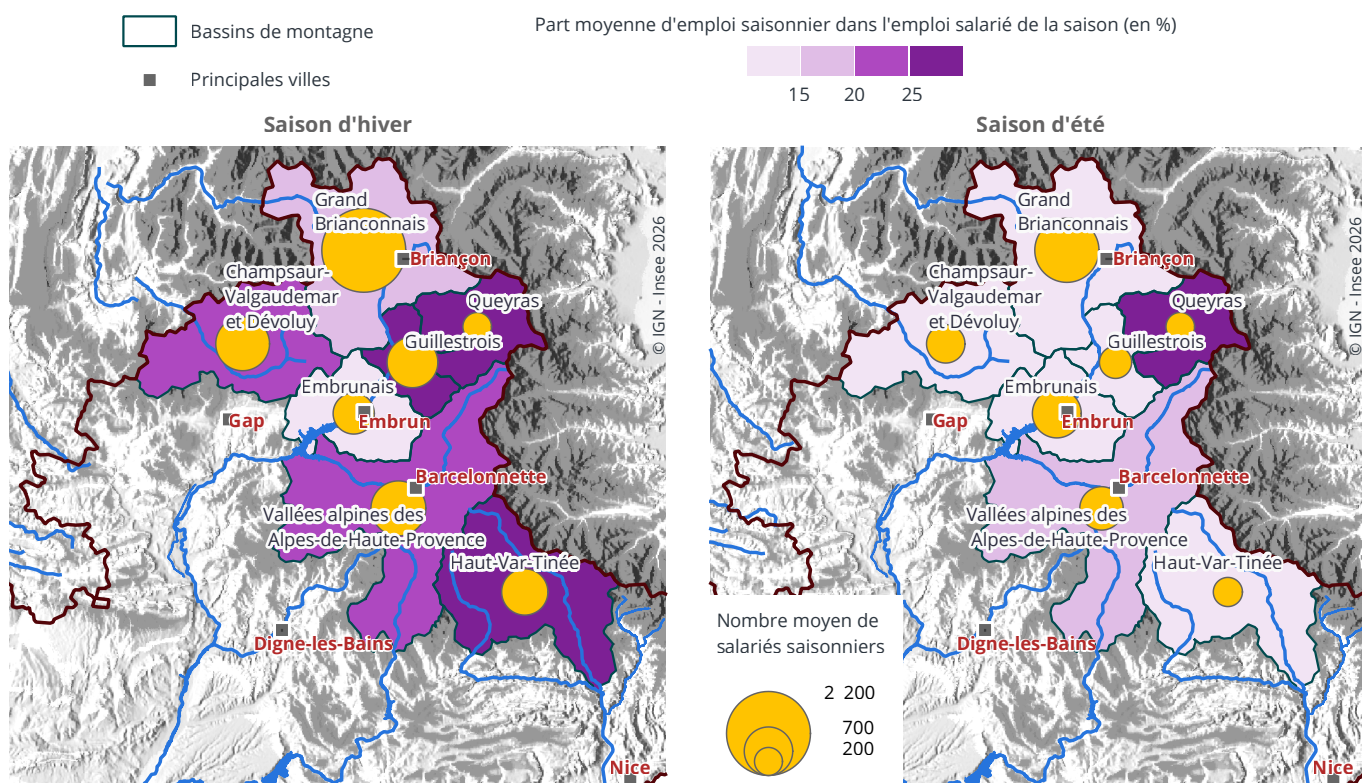 Bassins de montagne
Principales villes
Part moyenne d'emploi saisonnier dans l'emploi salarié de la saison (en %)
15 20 25
Saison d'hiver
Grand
Brianconnais
Briançon
Champsaur-
Valgaudemar
et Dévoluy
Queyras
Guillestrois
Embrunais
Embrun
Gap
Barcelonnette
Vallées alpines des
Alpes-de-Haute-Provence
Haut-Var-Tinée
Digne-les-Bains
Nice
© IGN - Insee 2026
Saison d'été
Grand
Brianconnais
Briançon
Champsaur-
Valgaudemar
et Dévoluy
Queyras
Guillestrois
Embrunais
Embrun
Gap
Barcelonnette
Vallées alpines des
Alpes-de-Haute-Provence
Haut-Var-Tinée
Digne-les-Bains
Nice
© IGN - Insee 2026
Nombre moyen de
salariés saisonniers
2 200
700
200